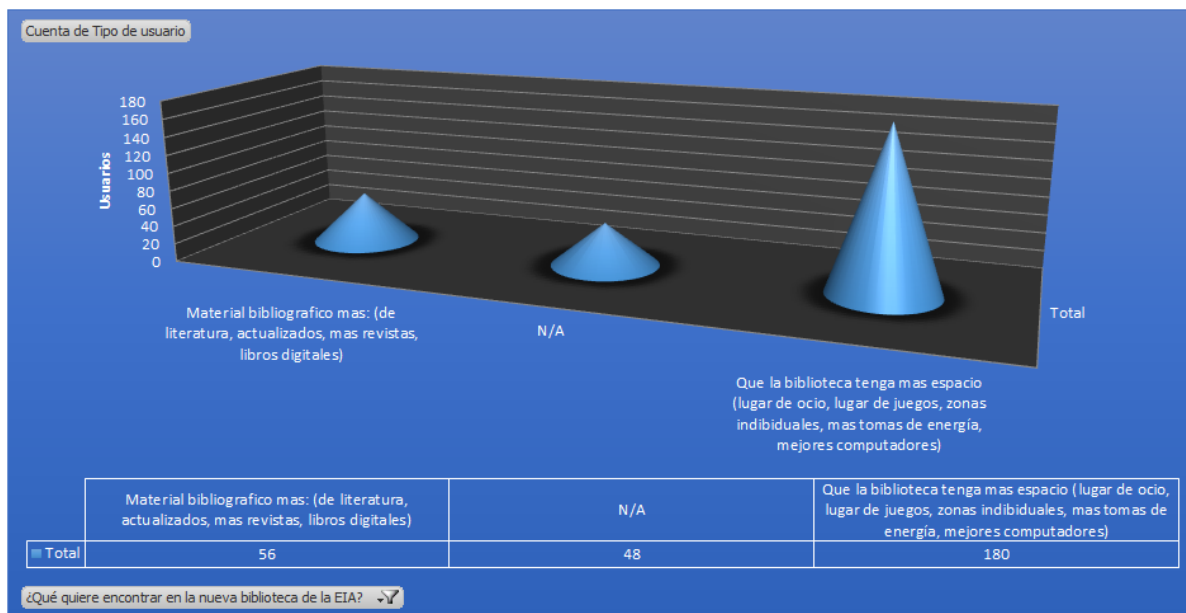 Cuenta de Tipo de usuario
180
160
140
120
100
80
60
40
20
0
Usuarios
Material bibliografico mas: (de
literatura, actualizados, mas revistas,
libros digitales)
N/A
Que la biblioteca tenga mas espacio
(lugar de ocio, lugar de juegos, zonas
indibiduales, mas tomas de energía,
mejores computadores)
Total
Material bibliografico mas: (de literatura,
actualizados, mas revistas, libros digitales)
N/A
Que la biblioteca tenga mas espacio (lugar de ocio,
lugar de juegos, zonas indibiduales, mas tomas de
energía, mejores computadores)
Total 56 48 180
¿Qué quiere encontrar en la nueva biblioteca de la EIA?